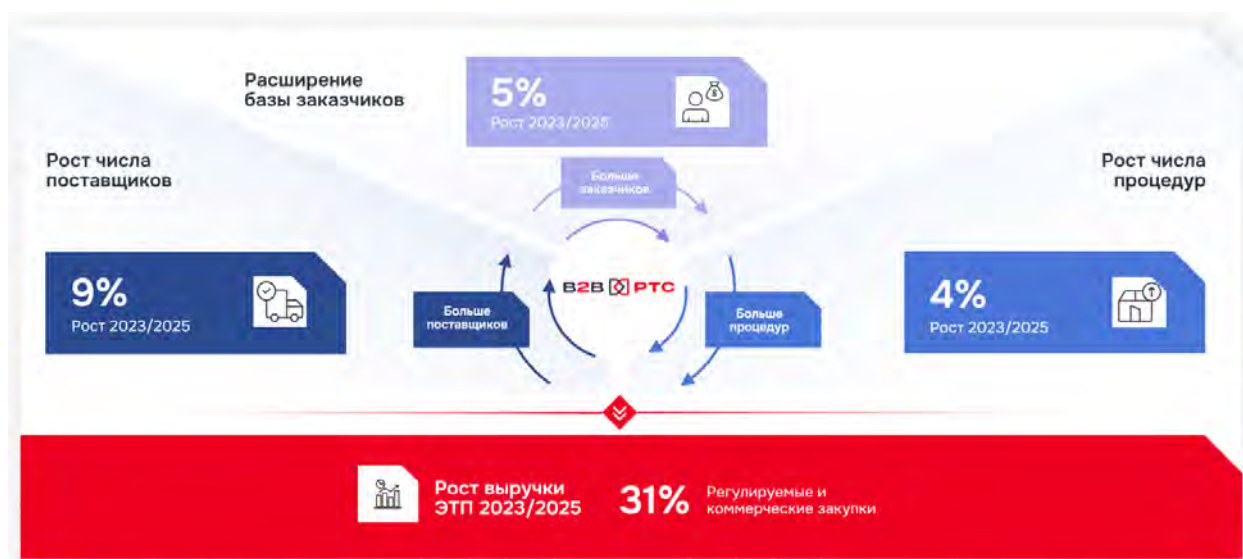 Расширение
базы заказчиков
5%
Рост 2023/2025
Рост числа
поставщиков
Рост числа
процедур
Больше
заказчиков
9%
Рост 2023/2025
B2B РТС
4%
Рост 2023/2025
Больше
поставщиков
Больше
процедур
Рост выручки
ЭТП 2023/2025
31%
Регулируемые и
коммерческие закупки